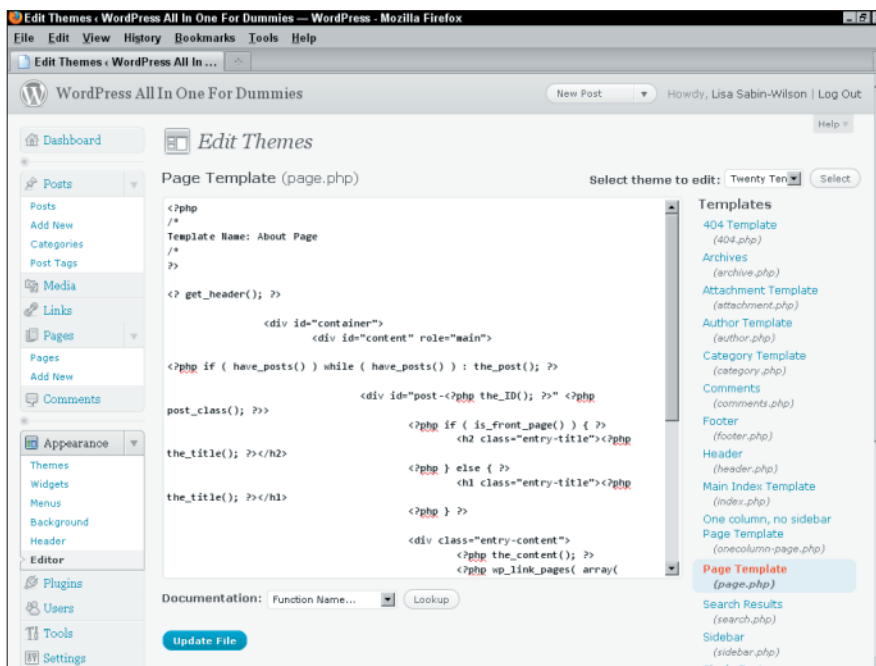 Edit Themes ‹ WordPress All In One For Dummies — WordPress - Mozilla Firefox
File Edit View History Bookmarks Tools Help
Edit Themes ‹ WordPress All In ...
WordPress All In One For Dummies
New Post
Howdy, Lisa Sabin-Wilson | Log Out
Help
Dashboard
Posts
Posts
Add New
Categories
Post Tags
Media
Links
Pages
Pages
Add New
Comments
Appearance
Themes
Widgets
Menus
Background
Header
Editor
Plugins
Users
Tools
Settings
Edit Themes
Page Template (page.php)
Select theme to edit: Twenty Ten
Select
<?php
/*
Template Name: About Page
/*
?>
<? get_header(); ?>
<div id="container">
<div id="content" role="main">
<?php if ( have_posts() ) while ( have_posts() ) : the_post(); ?>
<div id="post-<?php the_ID(); ?>" <?php
post_class(); ?>>
<?php if ( is_front_page() ) { ?>
<h2 class="entry-title"><?php
the_title(); ?></h2>
<?php } else { ?>
<h1 class="entry-title"><?php
the_title(); ?></h1>
<?php } ?>
<div class="entry-content">
<?php the_content(); ?>
<?php wp_link_pages( array(
Documentation: Function Name...
Lookup
Update File
Templates
404 Template
(404.php)
Archives
(archive.php)
Attachment Template
(attachment.php)
Author Template
(author.php)
Category Template
(category.php)
Comments
(comments.php)
Footer
(footer.php)
Header
(header.php)
Main Index Template
(index.php)
One column, no sidebar
Page Template
(onecolumn-page.php)
Page Template
(page.php)
Search Results
(search.php)
Sidebar
(sidebar.php)